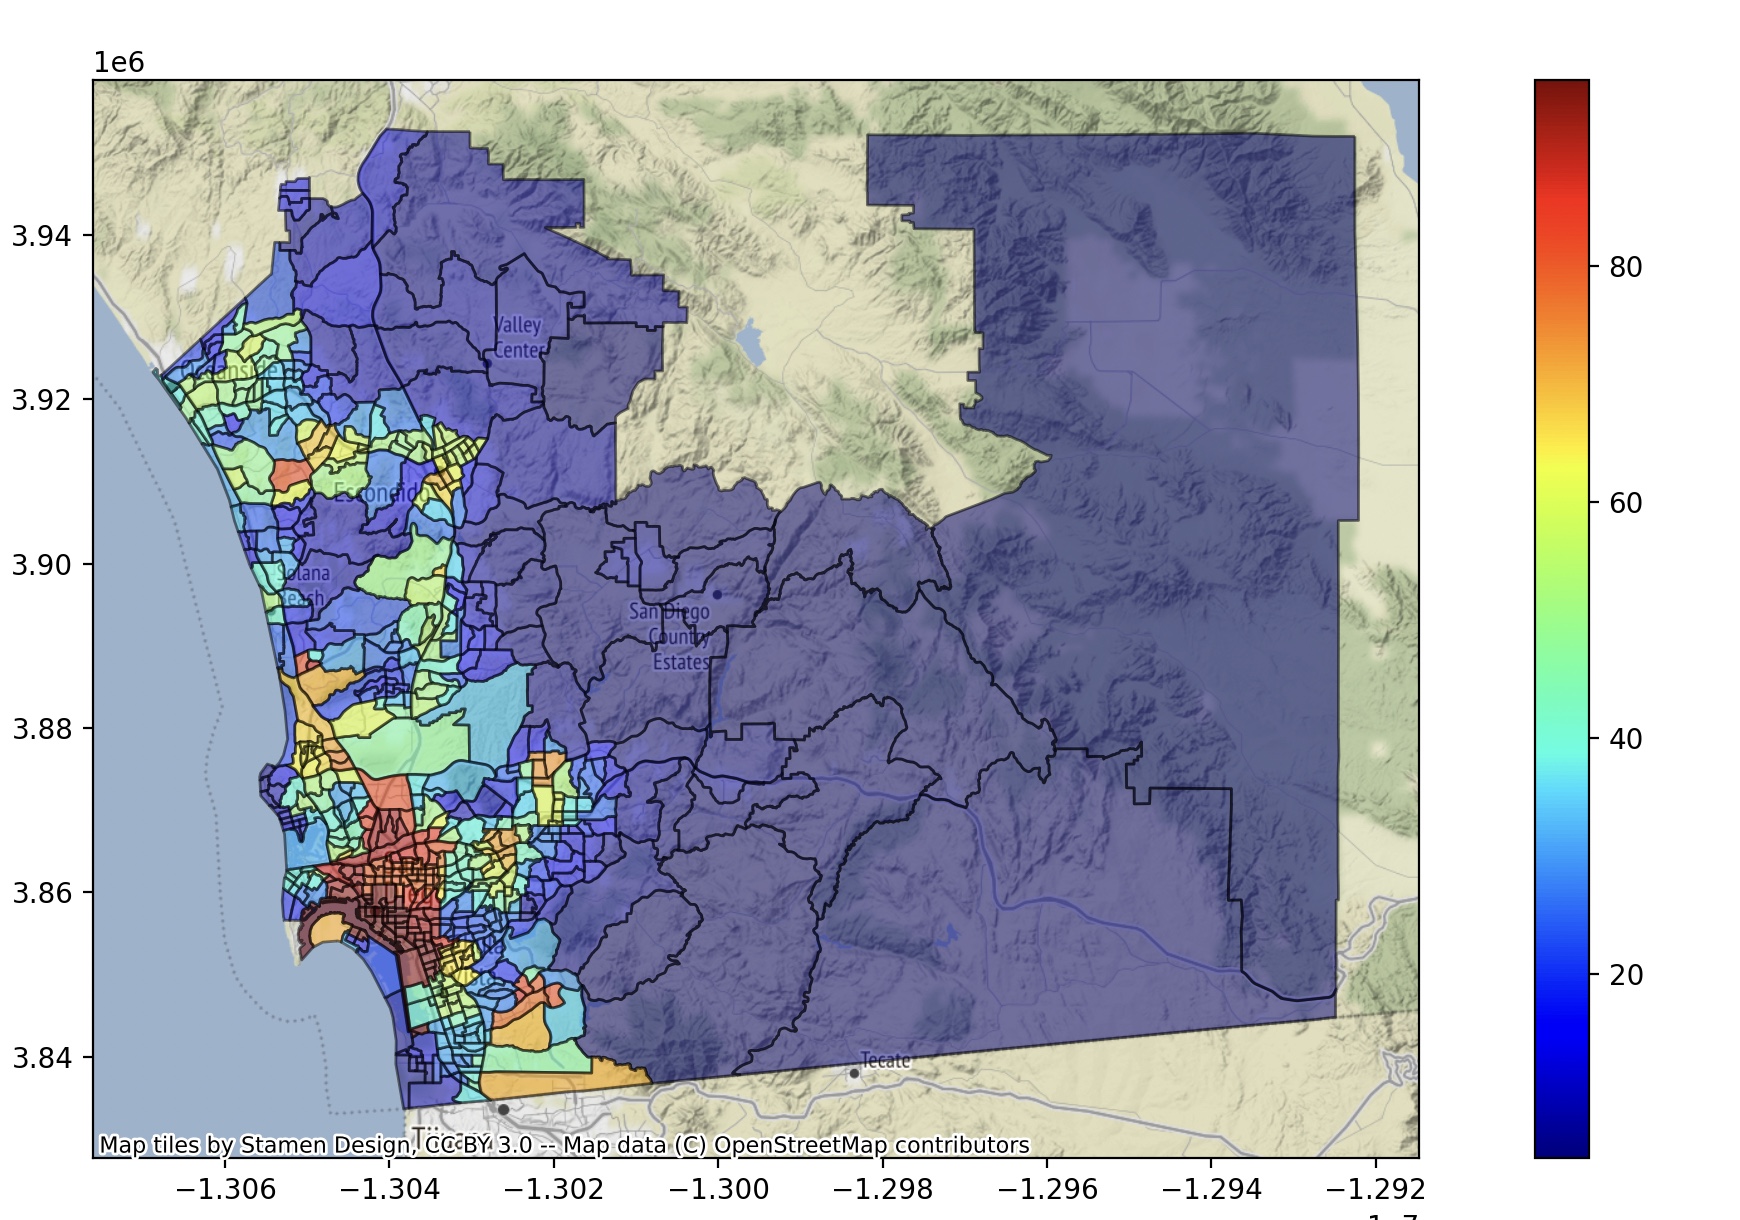 1e6
3.94
3.92
3.90
3.88
3.86
3.84
80
60
40
20
Valley
Center
Oceanside
Escondido
Solana
Beach
San Diego
Country
Estates
Tecate
Map tiles by Stamen Design, CC BY 3.0 -- Map data (C) OpenStreetMap contributors
−1.306 −1.304 −1.302 −1.300 −1.298 −1.296 −1.294 −1.292